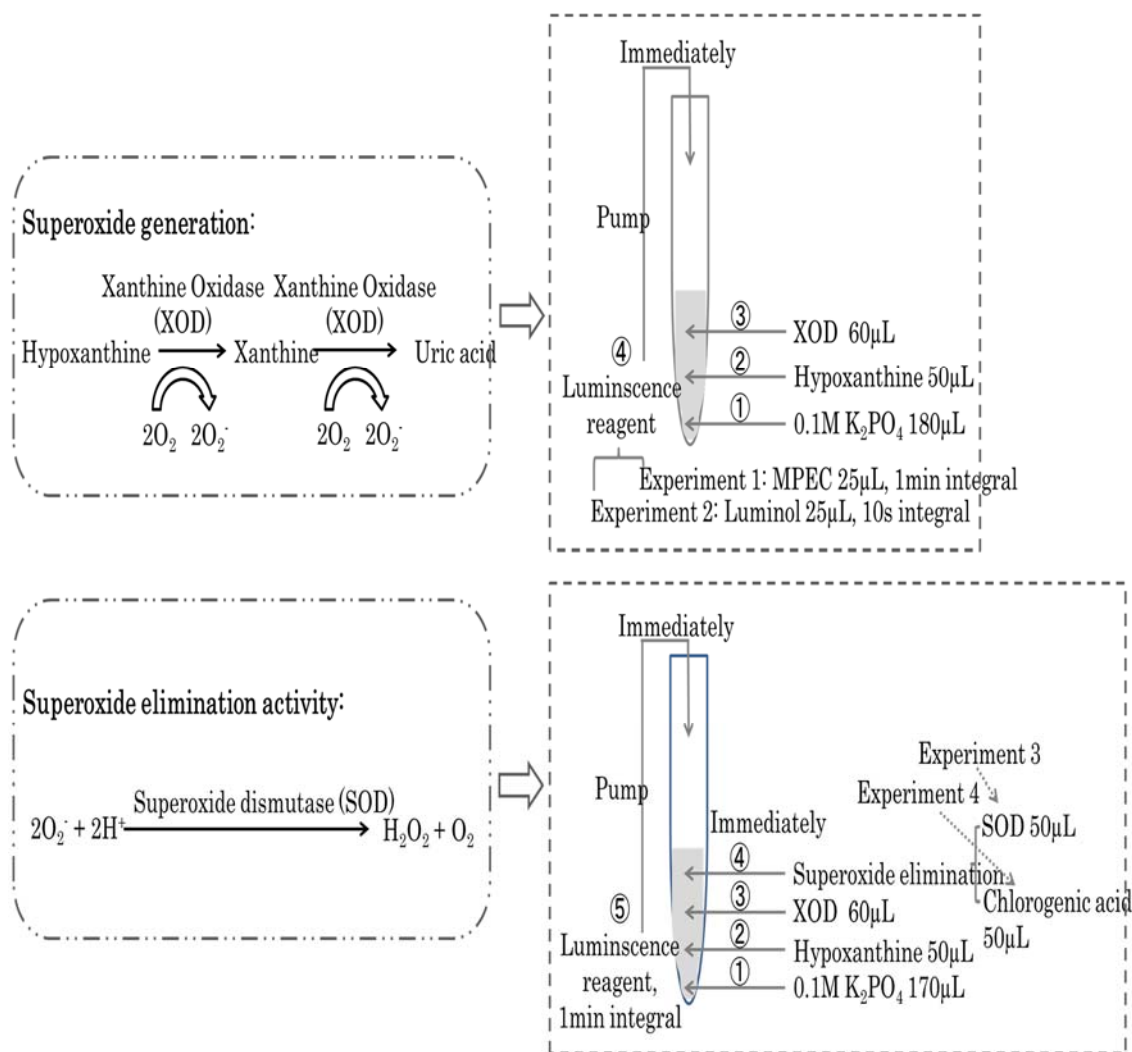 Superoxide generation:
Xanthine Oxidase Xanthine Oxidase
(XOD) (XOD)
Hypoxanthine Xanthine Uric acid
2O₂ 2O₂⁻ 2O₂ 2O₂⁻
Immediately
Pump
③
XOD 60µL
②
Hypoxanthine 50µL
①
0.1M K₂PO₄ 180µL
④
Luminscence
reagent
Experiment 1: MPEC 25µL, 1min integral
Experiment 2: Luminol 25µL, 10s integral
Superoxide elimination activity:
Superoxide dismutase (SOD)
2O₂⁻ + 2H⁺ H₂O₂ + O₂
Immediately
Pump
Immediately
④
Superoxide elimination
③
XOD 60µL
②
Hypoxanthine 50µL
①
0.1M K₂PO₄ 170µL
⑤
Luminscence
reagent,
1min integral
Experiment 3
Experiment 4
SOD 50µL
Chlorogenic acid
50µL